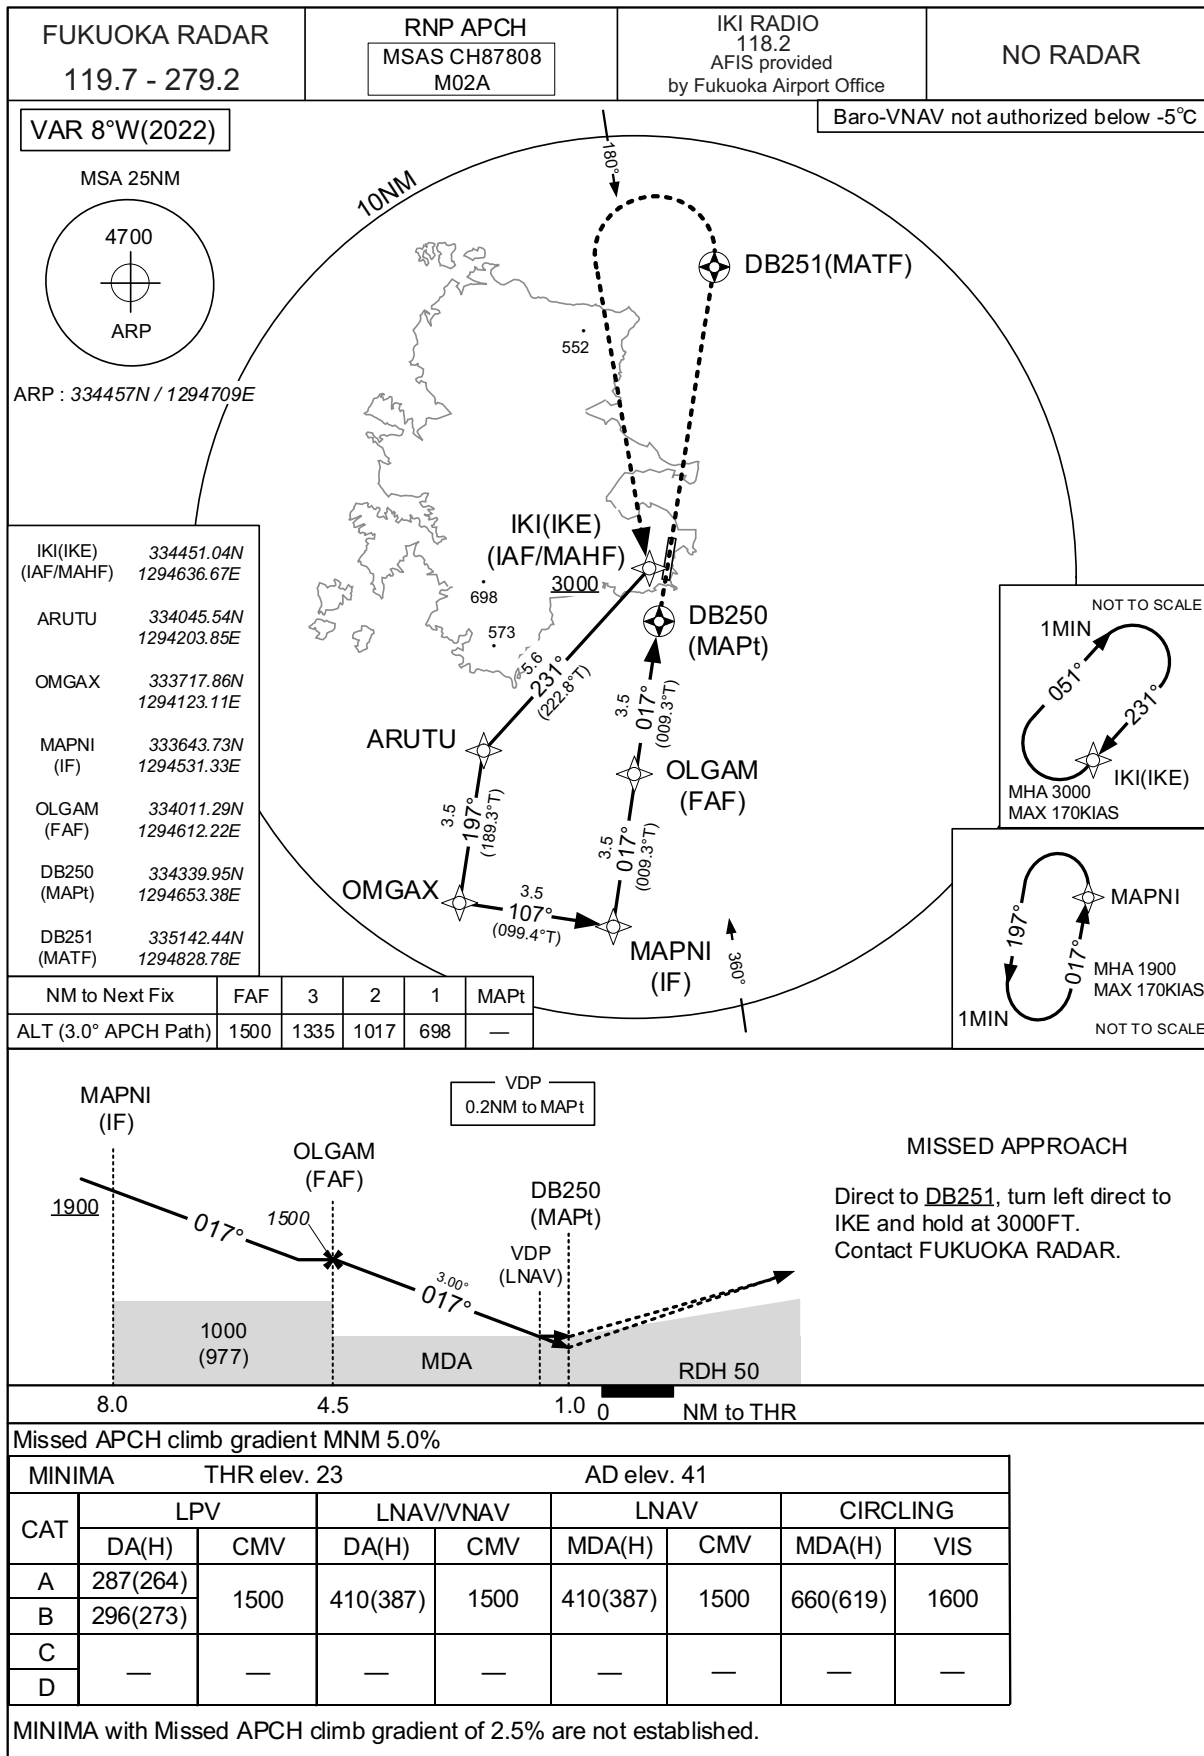 FUKUOKA RADAR
119.7 - 279.2
RNP APCH
MSAS CH87808
M02A
IKI RADIO
118.2
AFIS provided
by Fukuoka Airport Office
NO RADAR
Baro-VNAV not authorized below -5°C
VAR 8°W(2022)
MSA 25NM
4700
ARP
ARP : 334457N / 1294709E
10NM
180°
DB251(MATF)
552
IKI(IKE)
(IAF/MAHF)
3000
698
573
DB250
(MAPt)
5.6
231°
(222.8°T)
3.5
017°
(009.3°T)
ARUTU
OLGAM
(FAF)
3.5
197°
(189.3°T)
3.5
017°
(009.3°T)
OMGAX
3.5
107°
(099.4°T)
MAPNI
(IF)
360°
IKI(IKE) 334451.04N
(IAF/MAHF) 1294636.67E
ARUTU 334045.54N
1294203.85E
OMGAX 333717.86N
1294123.11E
MAPNI 333643.73N
(IF) 1294531.33E
OLGAM 334011.29N
(FAF) 1294612.22E
DB250 334339.95N
(MAPt) 1294653.38E
DB251 335142.44N
(MATF) 1294828.78E
NOT TO SCALE
1MIN
051°
231°
IKI(IKE)
MHA 3000
MAX 170KIAS
MAPNI
197°
017°
MHA 1900
MAX 170KIAS
1MIN
NOT TO SCALE
NM to Next Fix FAF 3 2 1 MAPt
ALT (3.0° APCH Path) 1500 1335 1017 698 —
MAPNI
(IF)
VDP
0.2NM to MAPt
OLGAM
(FAF)
DB250
(MAPt)
1900
017°
1500
VDP
(LNAV)
3.00°
017°
1000
(977)
MDA
RDH 50
8.0 4.5 1.0 0 NM to THR
MISSED APPROACH
Direct to DB251, turn left direct to
IKE and hold at 3000FT.
Contact FUKUOKA RADAR.
Missed APCH climb gradient MNM 5.0%
MINIMA THR elev. 23 AD elev. 41
CAT LPV LNAV/VNAV LNAV CIRCLING
DA(H) CMV DA(H) CMV MDA(H) CMV MDA(H) VIS
A 287(264) 1500 410(387) 1500 410(387) 1500 660(619) 1600
B 296(273)
C — — — — — — — —
D
MINIMA with Missed APCH climb gradient of 2.5% are not established.